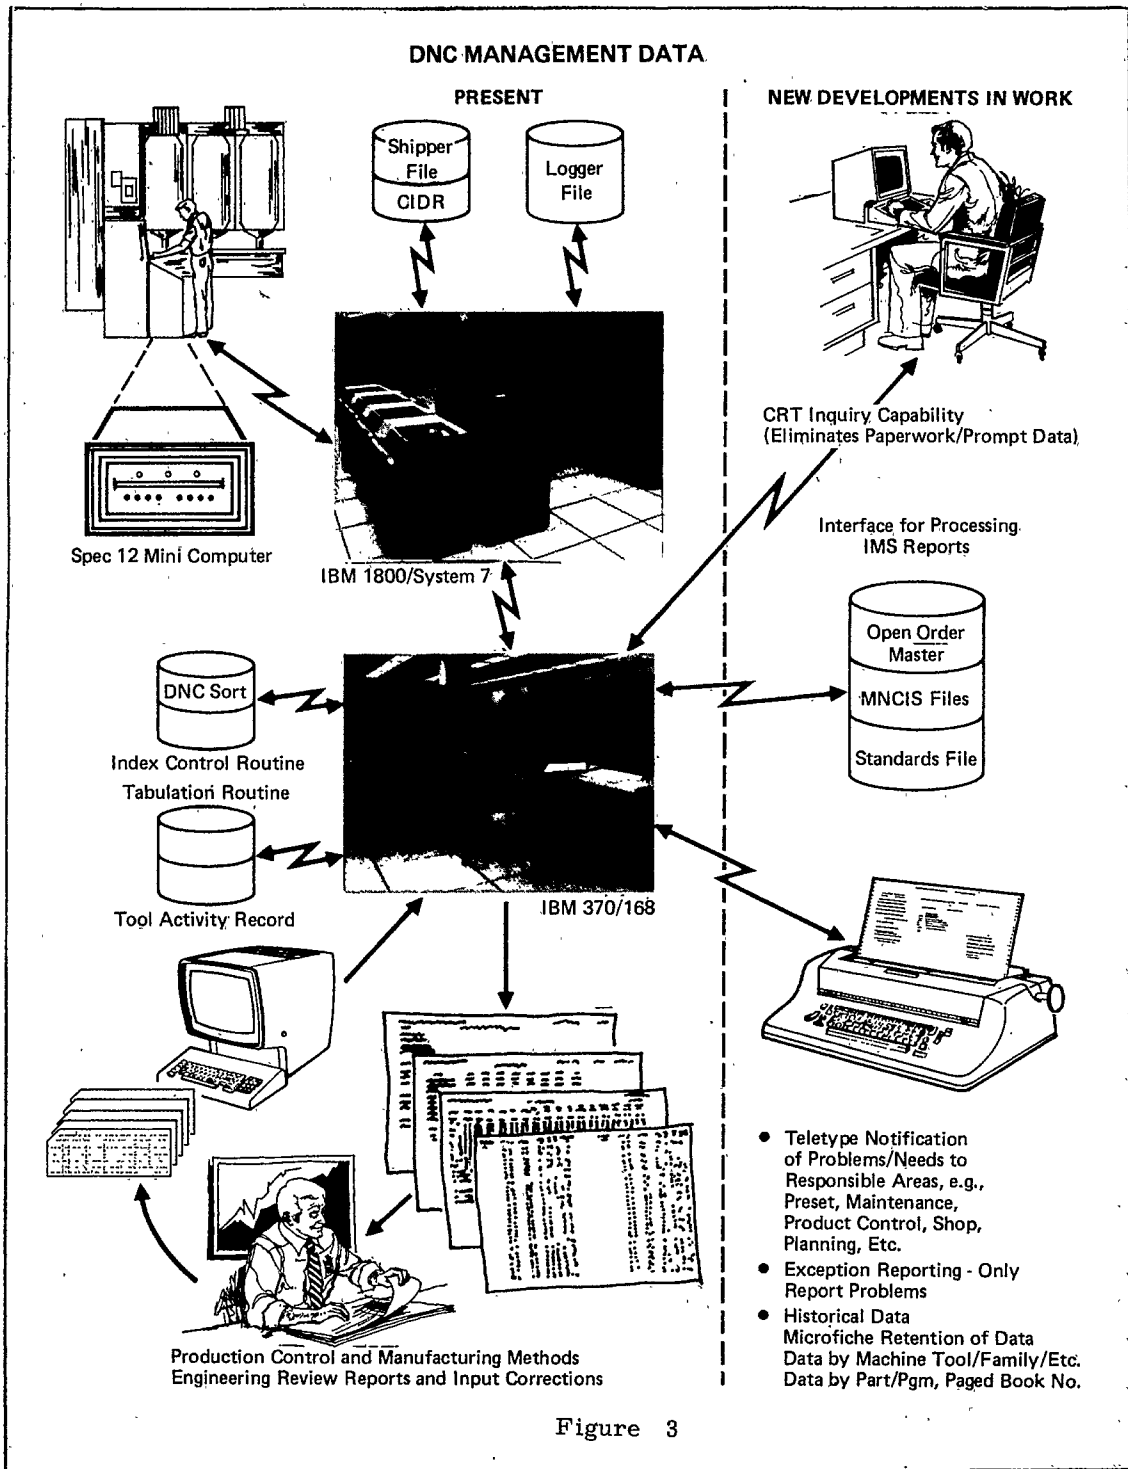 DNC MANAGEMENT DATA
PRESENT
NEW DEVELOPMENTS IN WORK
Shipper
File
CIDR
Logger
File
CRT Inquiry Capability
(Eliminates Paperwork/Prompt Data)
Spec 12 Mini Computer
IBM 1800/System 7
Interface for Processing
IMS Reports
Open Order
Master
MNCIS Files
Standards File
DNC Sort
Index Control Routine
Tabulation Routine
Tool Activity Record
IBM 370/168
● Teletype Notification
of Problems/Needs to
Responsible Areas, e.g.,
Preset, Maintenance,
Product Control, Shop,
Planning, Etc.
● Exception Reporting - Only
Report Problems
● Historical Data
Microfiche Retention of Data
Data by Machine Tool/Family/Etc.
Data by Part/Pgm, Paged Book No.
Production Control and Manufacturing Methods
Engineering Review Reports and Input Corrections
Figure 3